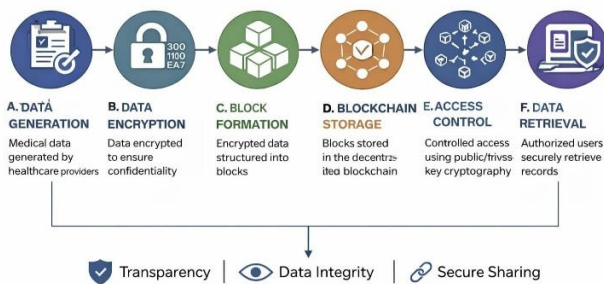 300
1100
EA7
A. DATA
GENERATION
Medical data
generated by
healthcare providers
B. DATA
ENCRYPTION
Data encrypted
to ensure
confidentiality
C. BLOCK
FORMATION
Encrypted data
structured into
blocks
D. BLOCKCHAIN
STORAGE
Blocks stored
in the
blockchain
E. ACCESS
CONTROL
Controlled access
using
key cryptography
F. DATA
RETRIEVAL
Authorized users
securely retrieve
records
Transparency
Data Integrity
Secure Sharing